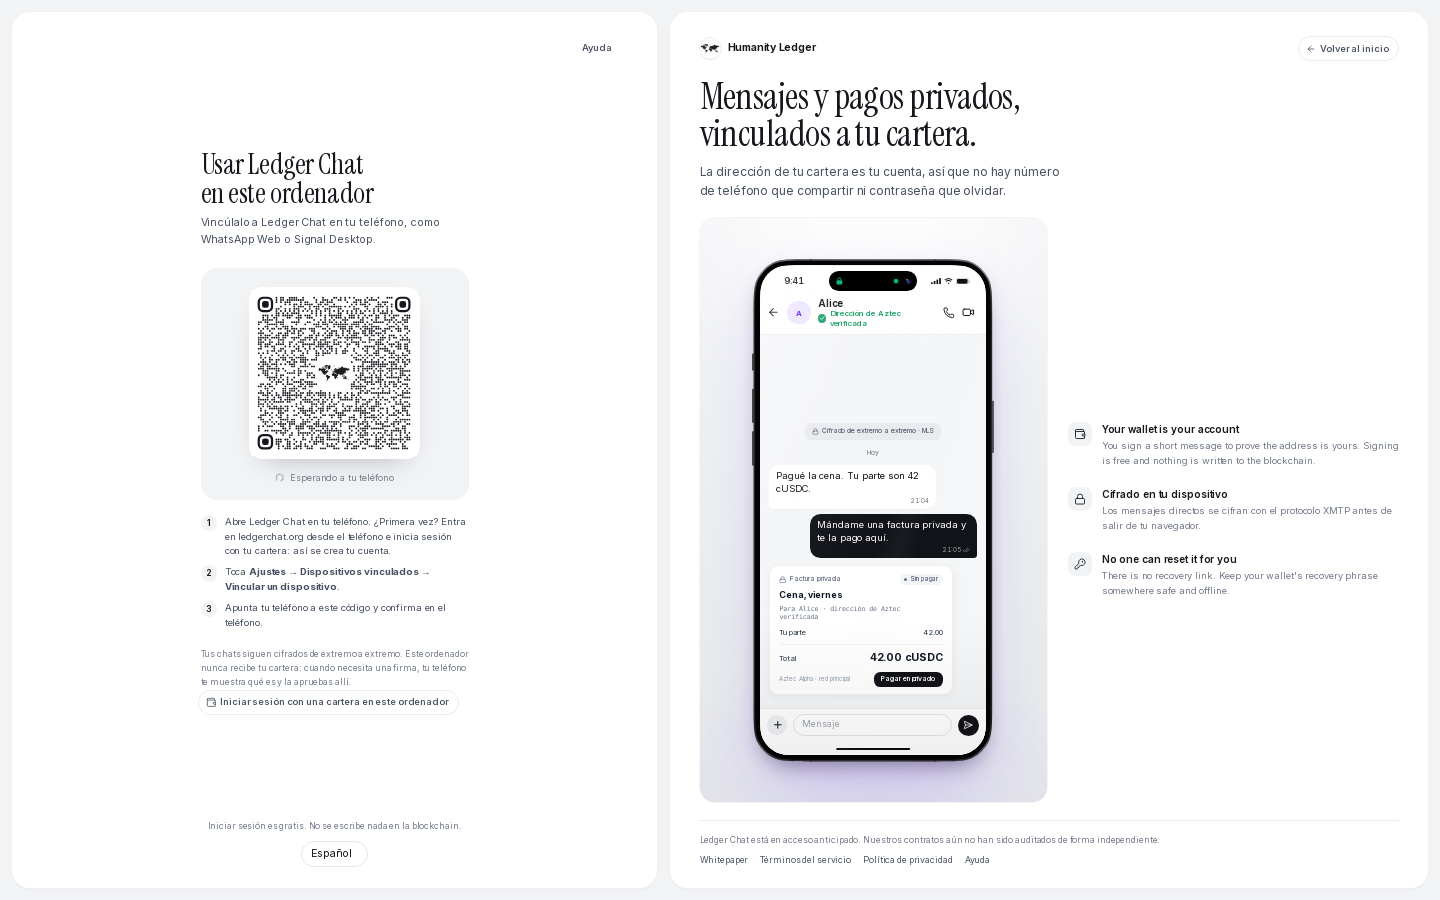 Ayuda
Usar Ledger Chat
en este ordenador
Vincúlalo a Ledger Chat en tu teléfono, como
WhatsApp Web o Signal Desktop.
Esperando a tu teléfono
1 Abre Ledger Chat en tu teléfono. ¿Primera vez? Entra
en ledgerchat.org desde el teléfono e inicia sesión
con tu cartera: así se crea tu cuenta.
2 Toca Ajustes → Dispositivos vinculados →
Vincular un dispositivo.
3 Apunta tu teléfono a este código y confirma en el
teléfono.
Tus chats siguen cifrados de extremo a extremo. Este ordenador
nunca recibe tu cartera: cuando necesita una firma, tu teléfono
te muestra qué es y la apruebas allí.
Iniciar sesión con una cartera en este ordenador
Iniciar sesión es gratis. No se escribe nada en la blockchain.
Español
Humanity Ledger
← Volver al inicio
Mensajes y pagos privados,
vinculados a tu cartera.
La dirección de tu cartera es tu cuenta, así que no hay número
de teléfono que compartir ni contraseña que olvidar.
9:41
A
Alice
Dirección de Aztec
verificada
Cifrado de extremo a extremo · MLS
Hoy
Pagué la cena. Tu parte son 42
cUSDC.
21:04
Mándame una factura privada y
te la pago aquí.
21:05
Factura privada
Sin pagar
Cena, viernes
Para Alice · dirección de Aztec
verificada
Tu parte 42.00
Total 42.00 cUSDC
Aztec Alpha · red principal
Pagar en privado
Mensaje
Your wallet is your account
You sign a short message to prove the address is yours. Signing
is free and nothing is written to the blockchain.
Cifrado en tu dispositivo
Los mensajes directos se cifran con el protocolo XMTP antes de
salir de tu navegador.
No one can reset it for you
There is no recovery link. Keep your wallet's recovery phrase
somewhere safe and offline.
Ledger Chat está en acceso anticipado. Nuestros contratos aún no han sido auditados de forma independiente.
Whitepaper Términos del servicio Política de privacidad Ayuda